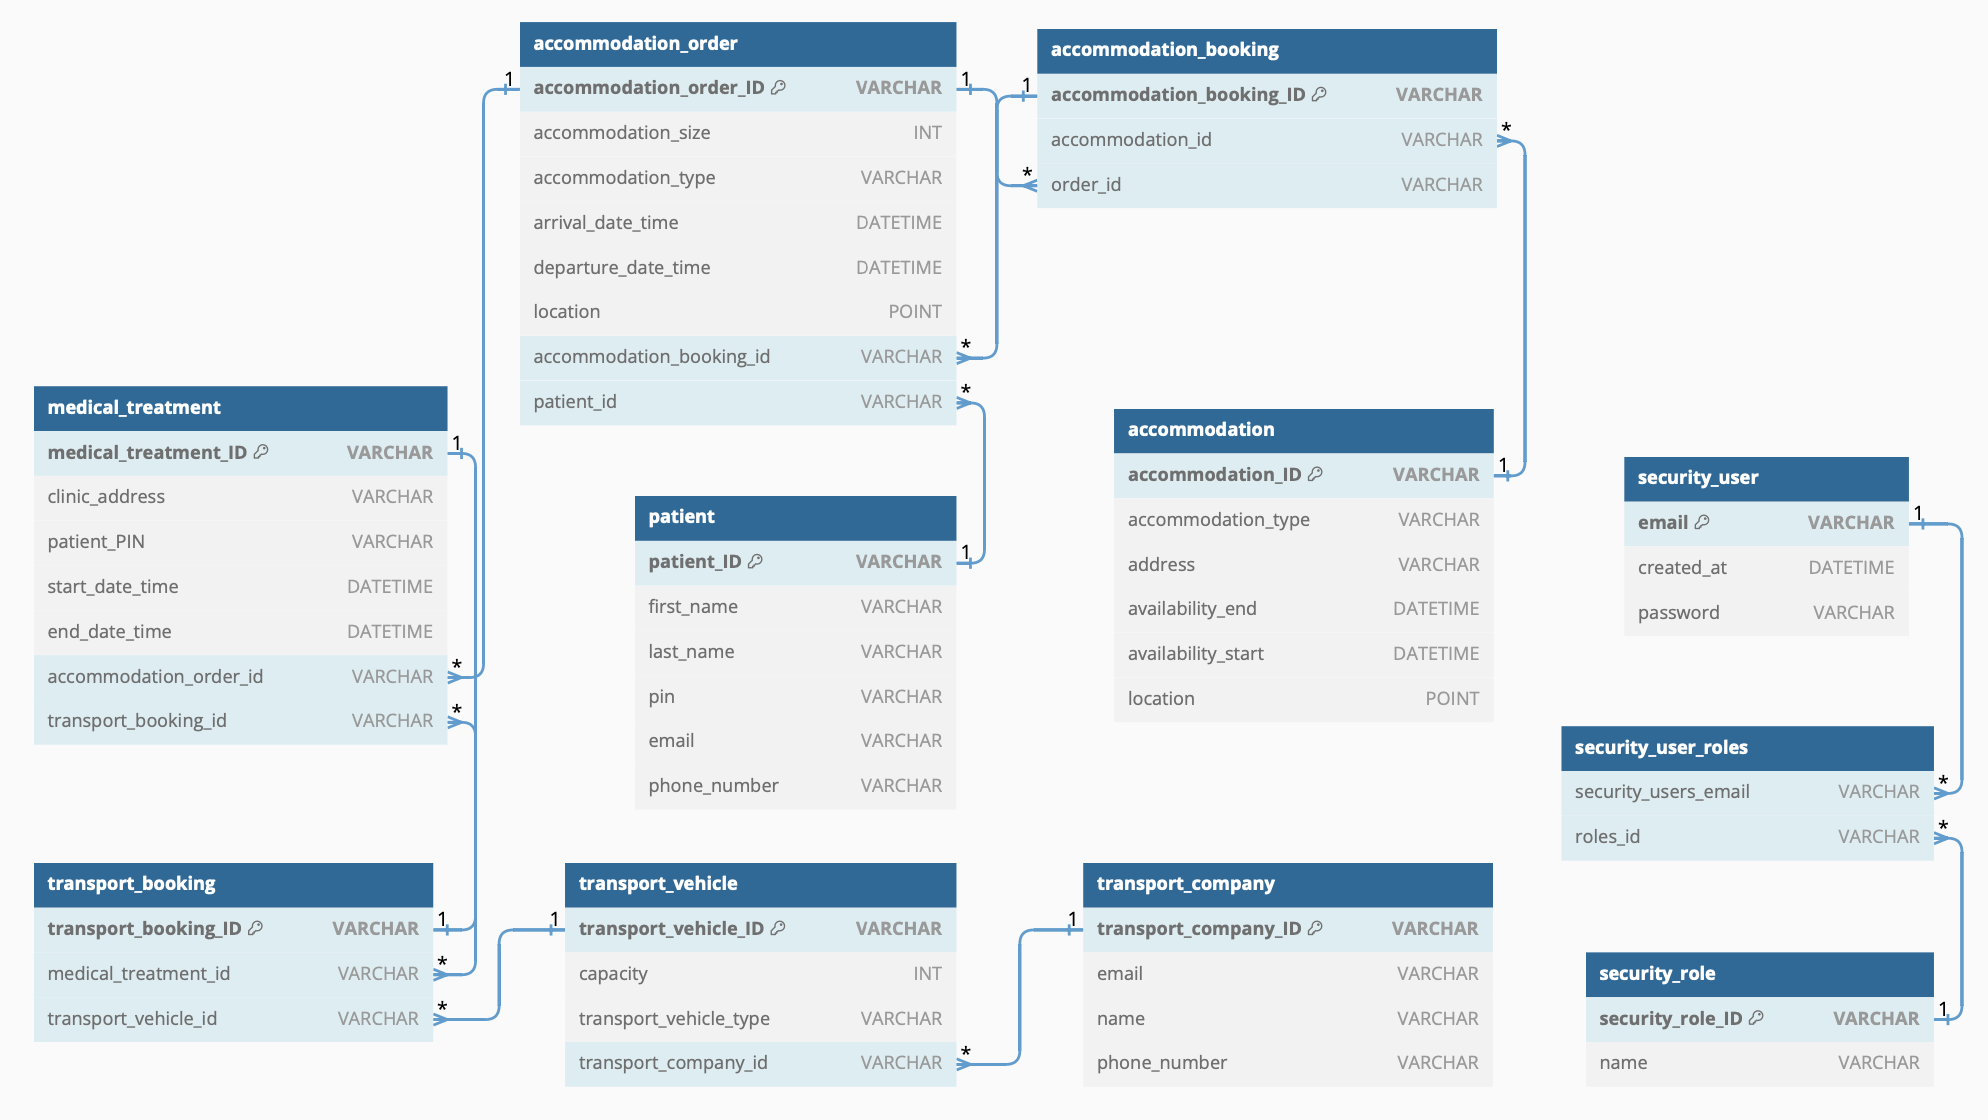 accommodation_order
1 accommodation_order_ID VARCHAR 1
accommodation_size INT
accommodation_type VARCHAR
arrival_date_time DATETIME
departure_date_time DATETIME
location POINT
accommodation_booking_id VARCHAR *
patient_id VARCHAR *
accommodation_booking
1 accommodation_booking_ID VARCHAR
accommodation_id VARCHAR *
* order_id VARCHAR
medical_treatment
medical_treatment_ID VARCHAR 1
clinic_address VARCHAR
patient_PIN VARCHAR
start_date_time DATETIME
end_date_time DATETIME
accommodation_order_id VARCHAR *
transport_booking_id VARCHAR *
patient
patient_ID VARCHAR 1
first_name VARCHAR
last_name VARCHAR
pin VARCHAR
email VARCHAR
phone_number VARCHAR
accommodation
accommodation_ID VARCHAR 1
accommodation_type VARCHAR
address VARCHAR
availability_end DATETIME
availability_start DATETIME
location POINT
security_user
email VARCHAR 1
created_at DATETIME
password VARCHAR
security_user_roles
security_users_email VARCHAR *
roles_id VARCHAR *
transport_booking
transport_booking_ID VARCHAR 1
medical_treatment_id VARCHAR *
transport_vehicle_id VARCHAR *
transport_vehicle
1 transport_vehicle_ID VARCHAR
capacity INT
transport_vehicle_type VARCHAR
transport_company_id VARCHAR *
transport_company
1 transport_company_ID VARCHAR
email VARCHAR
name VARCHAR
phone_number VARCHAR
security_role
security_role_ID VARCHAR 1
name VARCHAR